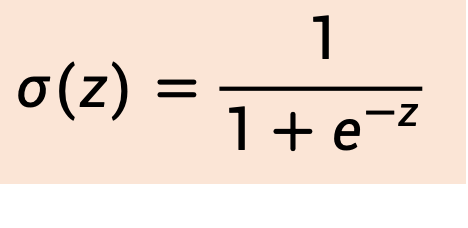 σ(z) = 1 / (1 + e^{−z})